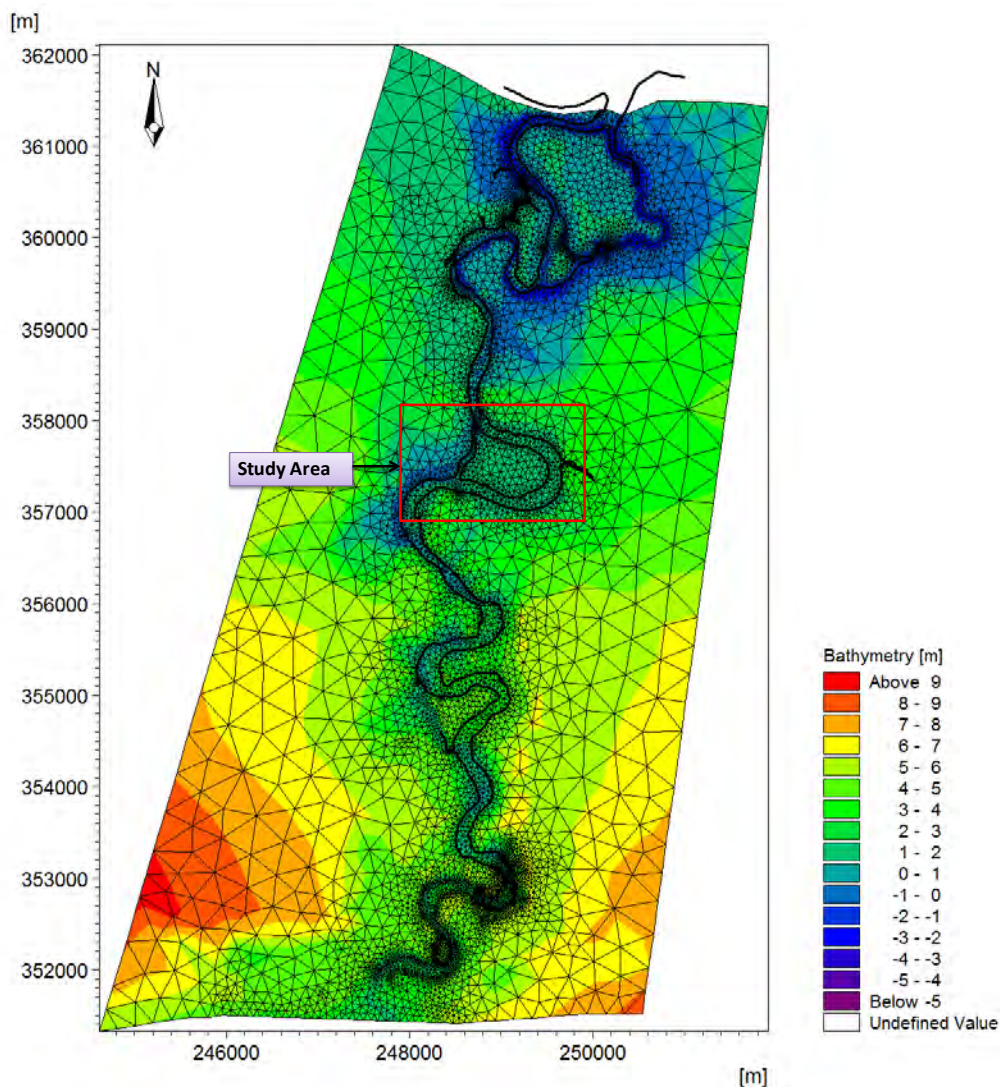 [m]
362000
N
361000
360000
359000
358000
Study Area
357000
356000
355000
354000
353000
352000
246000
248000
250000
[m]
Bathymetry [m]
Above 9
8 - 9
7 - 8
6 - 7
5 - 6
4 - 5
3 - 4
2 - 3
1 - 2
0 - 1
-1 - 0
-2 - -1
-3 - -2
-4 - -3
-5 - -4
Below -5
Undefined Value